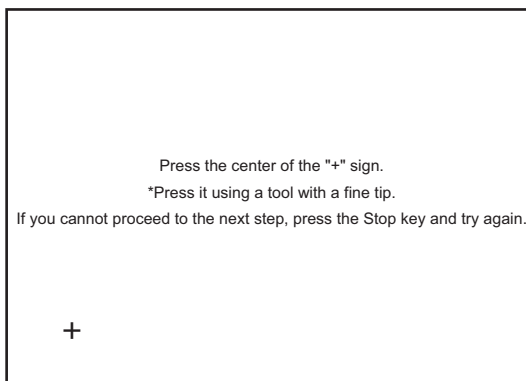 Press the center of the "+" sign.
*Press it using a tool with a fine tip.
If you cannot proceed to the next step, press the Stop key and try again.
+